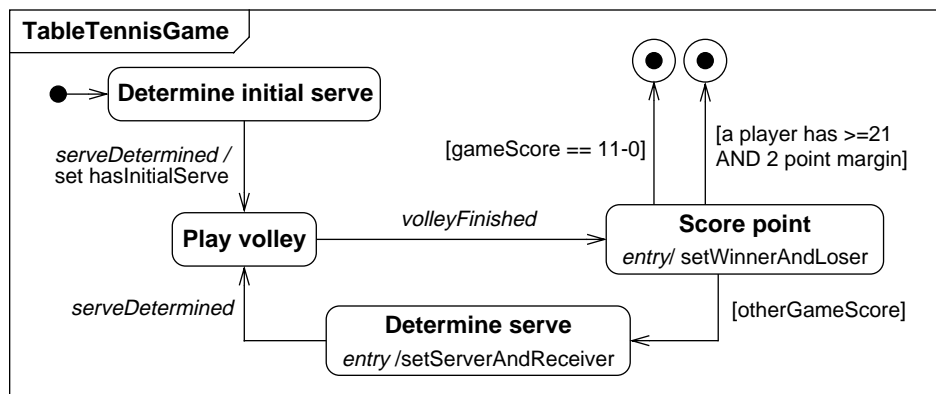 TableTennisGame
Determine initial serve
serveDetermined /
set hasInitialServe
[gameScore == 11-0]
[a player has >=21
AND 2 point margin]
Play volley
volleyFinished
Score point
entry/ setWinnerAndLoser
serveDetermined
Determine serve
entry /setServerAndReceiver
[otherGameScore]